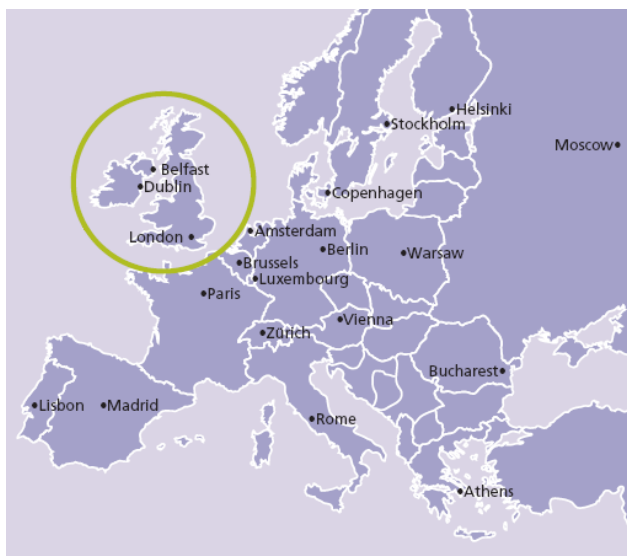 Helsinki
Stockholm
Moscow
Belfast
Dublin
Copenhagen
London
Amsterdam
Berlin
Warsaw
Brussels
Luxembourg
Paris
Vienna
Zürich
Bucharest
Lisbon
Madrid
Rome
Athens